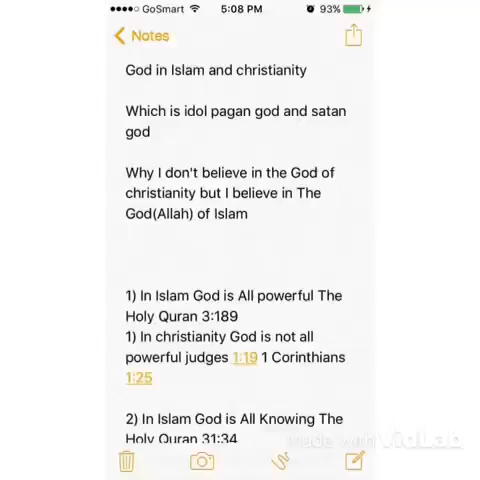 GoSmart 5:08 PM 93%
Notes
God in Islam and christianity
Which is idol pagan god and satan
god
Why I don't believe in the God of
christianity but I believe in The
God(Allah) of Islam
1) In Islam God is All powerful The
Holy Quran 3:189
1) In christianity God is not all
powerful judges 1:19 1 Corinthians
1:25
2) In Islam God is All Knowing The
Holy Quran 31:34
Made with VidLab